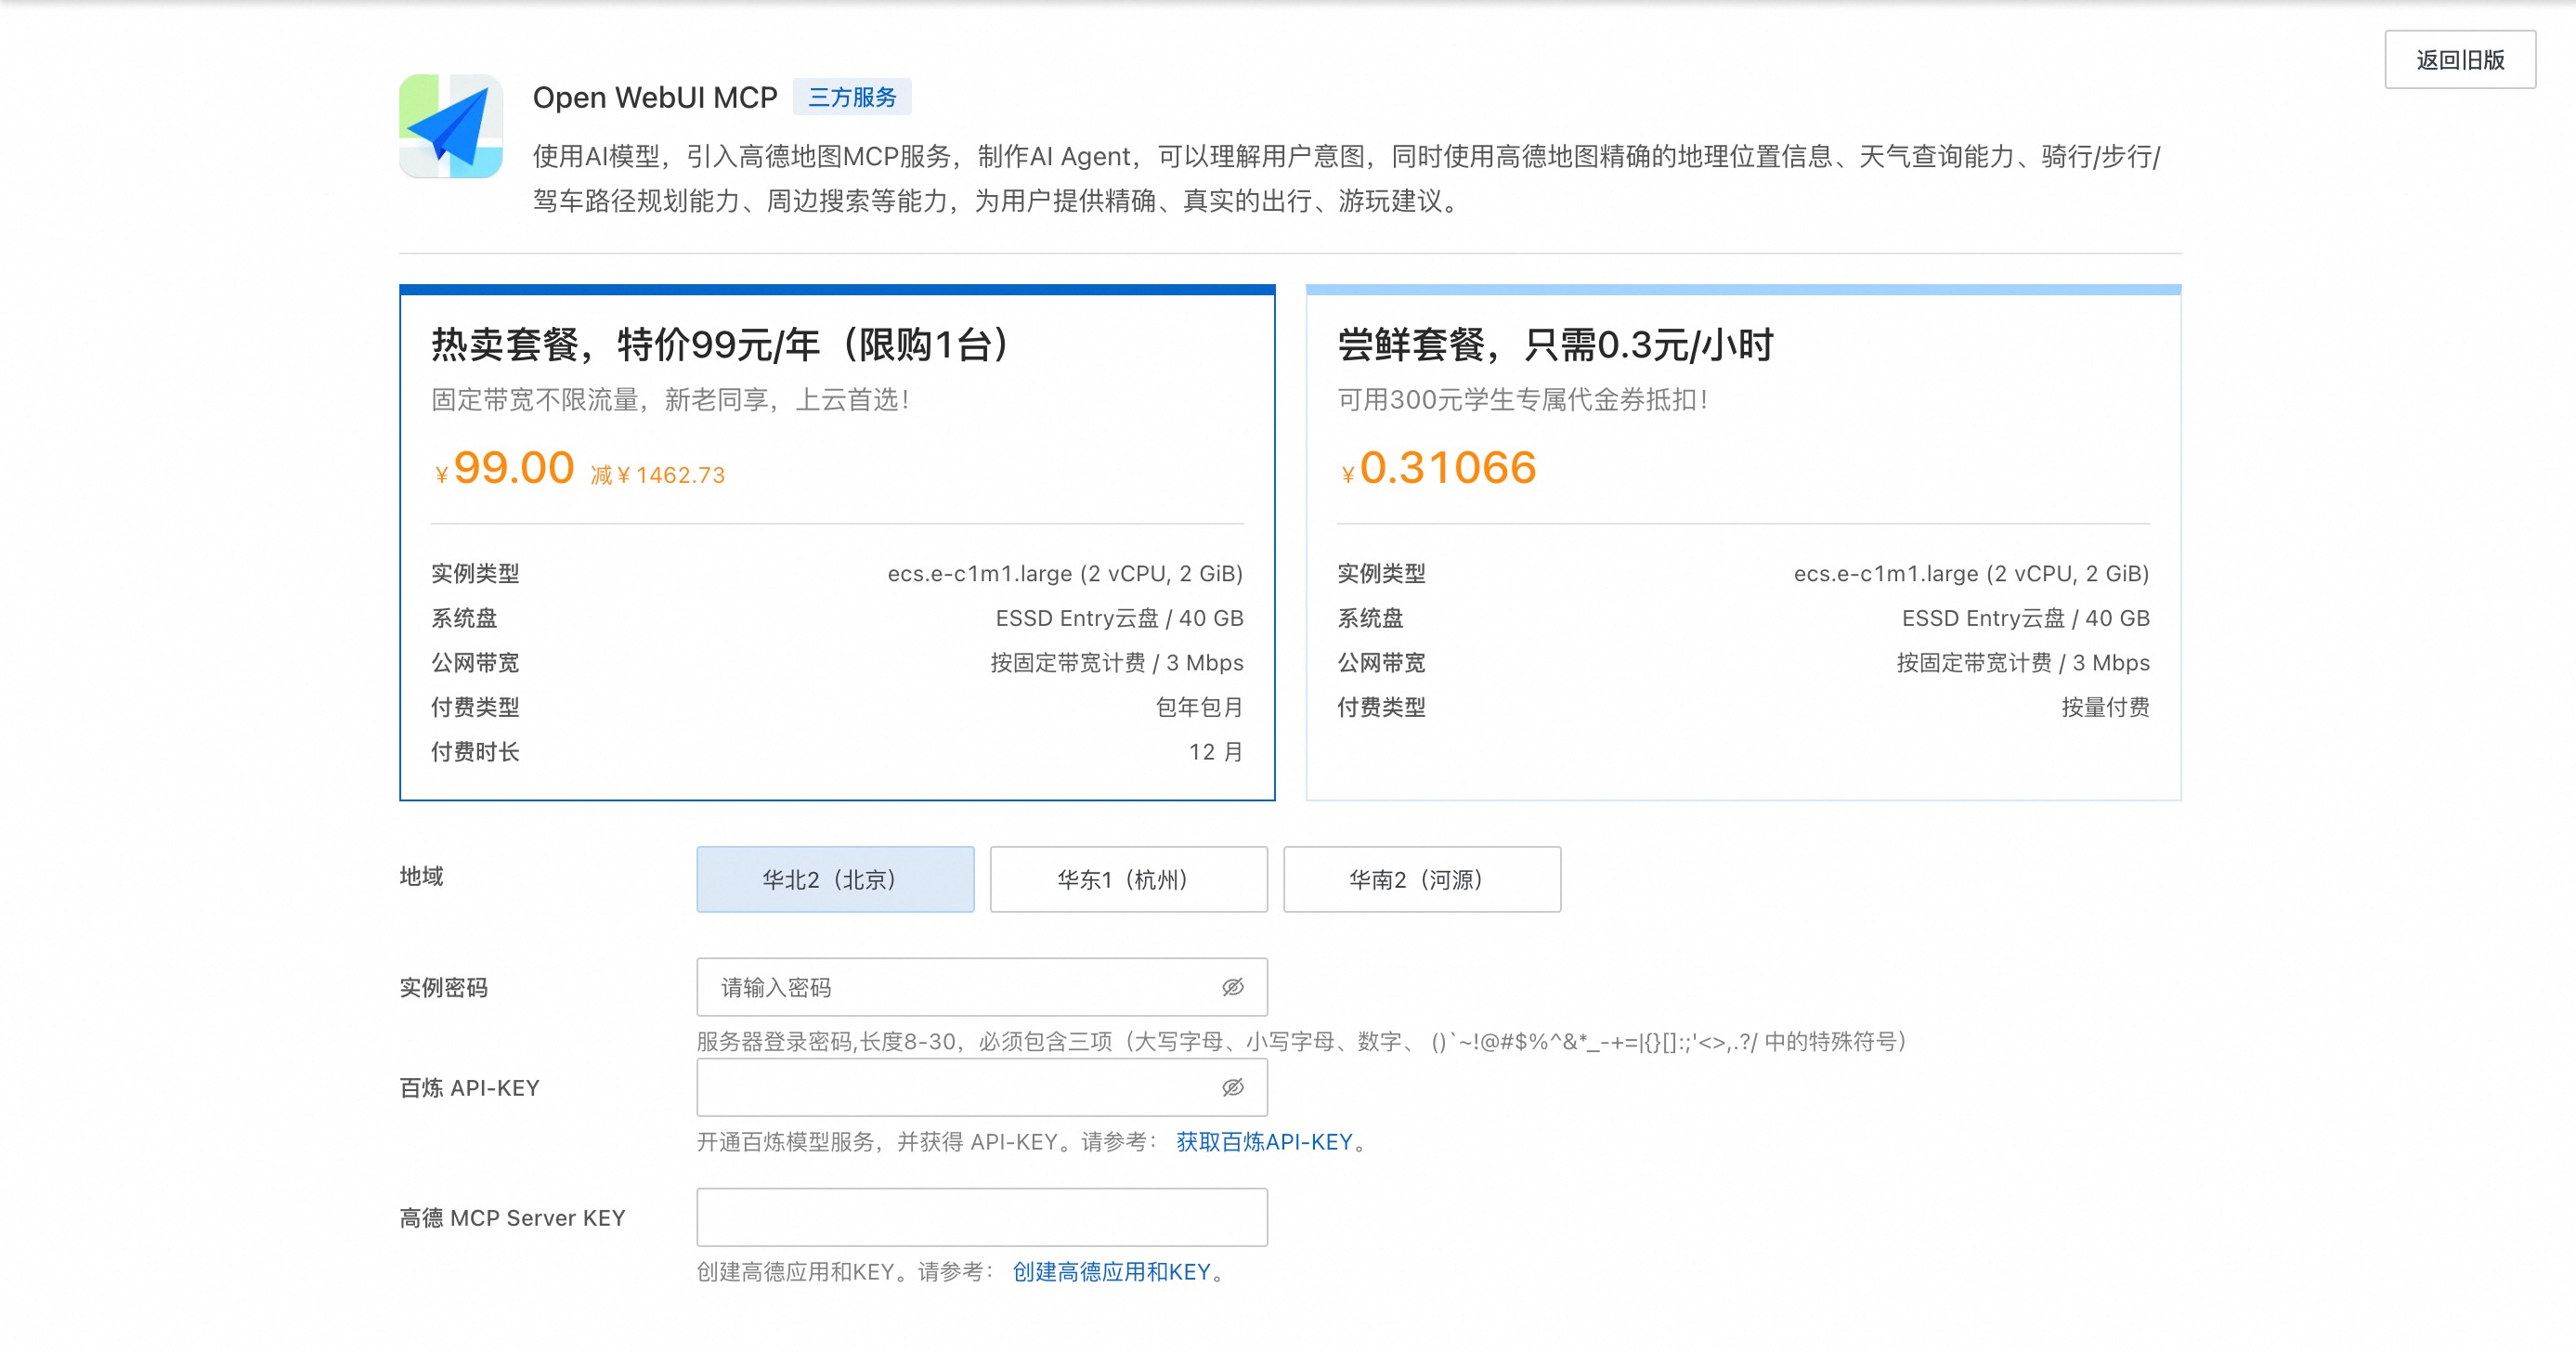 返回旧版
Open WebUI MCP 三方服务
使用AI模型，引入高德地图MCP服务，制作AI Agent，可以理解用户意图，同时使用高德地图精确的地理位置信息、天气查询能力、骑行/步行/
驾车路径规划能力、周边搜索等能力，为用户提供精确、真实的出行、游玩建议。
热卖套餐，特价99元/年（限购1台）
固定带宽不限流量，新老同享，上云首选！
¥99.00 减¥1462.73
实例类型 ecs.e-c1m1.large (2 vCPU, 2 GiB)
系统盘 ESSD Entry云盘 / 40 GB
公网带宽 按固定带宽计费 / 3 Mbps
付费类型 包年包月
付费时长 12 月
尝鲜套餐，只需0.3元/小时
可用300元学生专属代金券抵扣！
¥0.31066
实例类型 ecs.e-c1m1.large (2 vCPU, 2 GiB)
系统盘 ESSD Entry云盘 / 40 GB
公网带宽 按固定带宽计费 / 3 Mbps
付费类型 按量付费
地域 华北2（北京） 华东1（杭州） 华南2（河源）
实例密码 请输入密码
服务器登录密码,长度8-30，必须包含三项（大写字母、小写字母、数字、 ()`~!@#$%^&*_-+=|{}[]:;'<>,.?/ 中的特殊符号）
百炼 API-KEY
开通百炼模型服务，并获得 API-KEY。请参考： 获取百炼API-KEY。
高德 MCP Server KEY
创建高德应用和KEY。请参考： 创建高德应用和KEY。